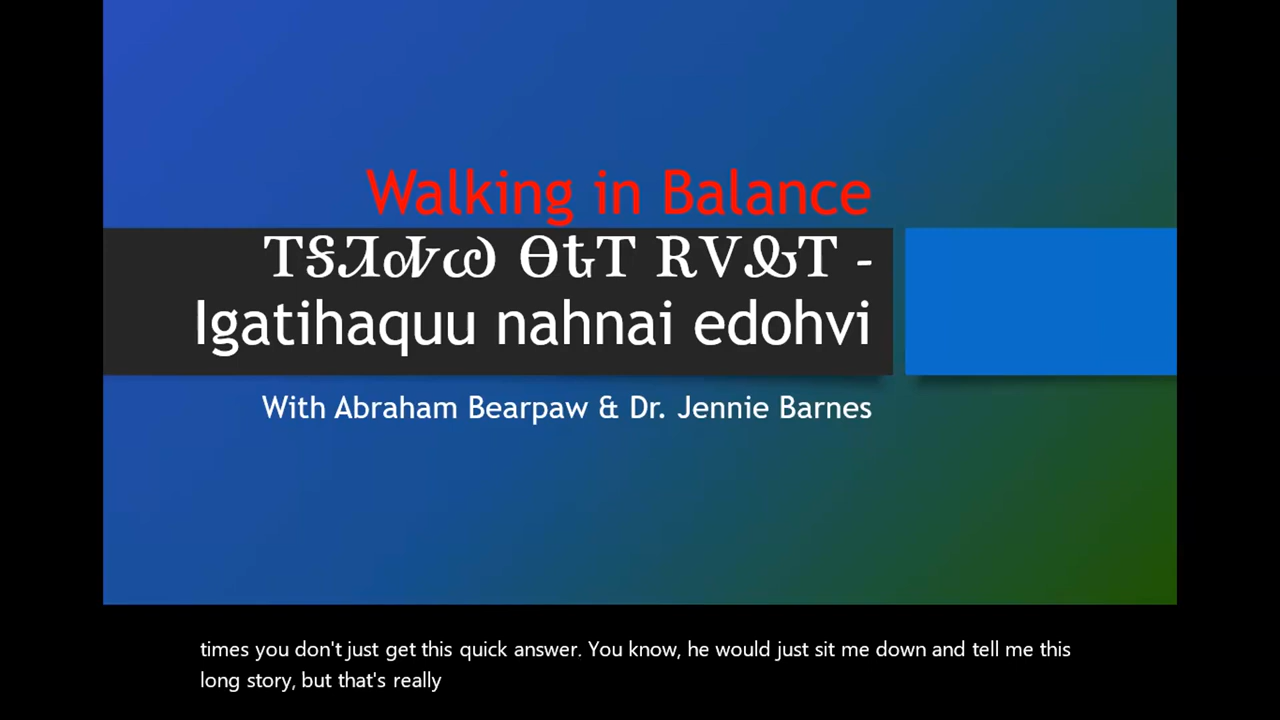 Walking in Balance
ᎢᎦᏗᎭᏊ ᎾᎿᎢ ᎡᏙᎲᎢ -
Igatihaquu nahnai edohvi
With Abraham Bearpaw & Dr. Jennie Barnes
times you don't just get this quick answer. You know, he would just sit me down and tell me this
long story, but that's really